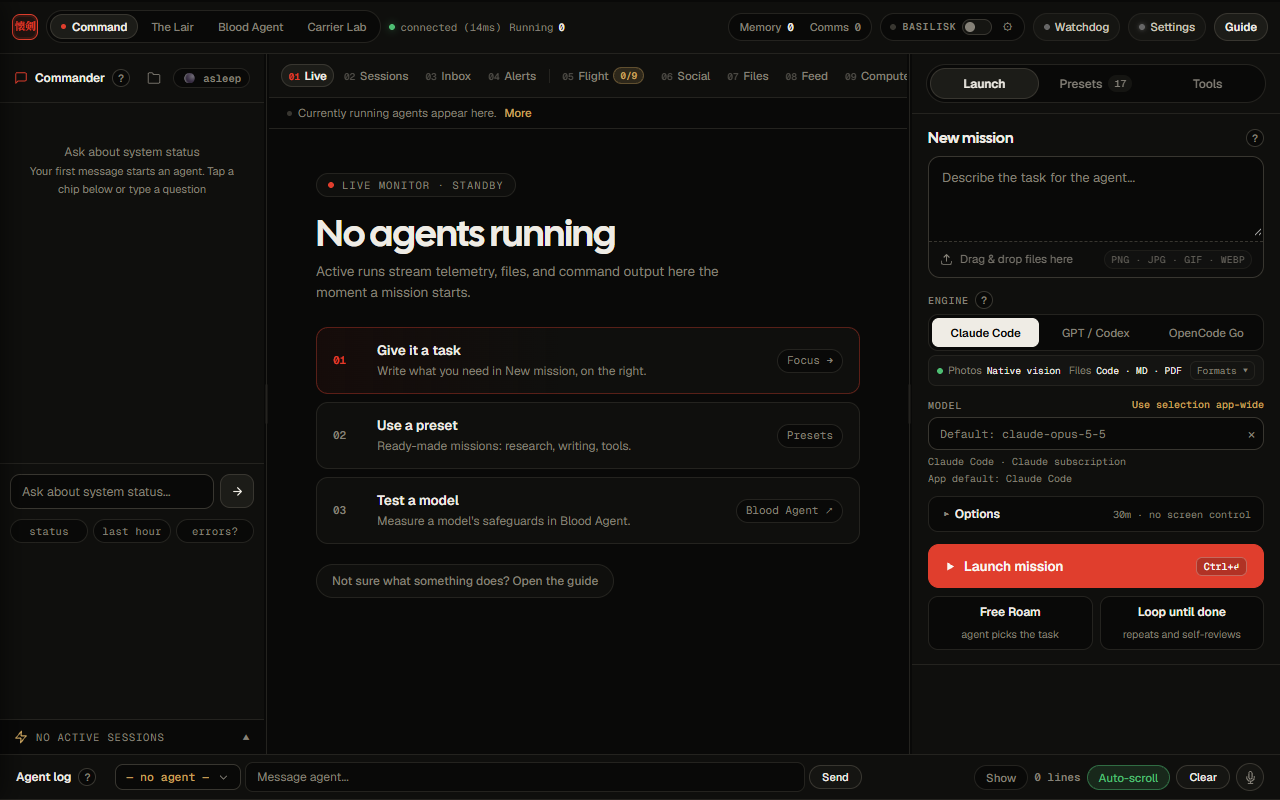 懐剣
Command
The Lair
Blood Agent
Carrier Lab
connected (14ms) Running 0
Memory 0 Comms 0
BASILISK
Watchdog
Settings
Guide
Commander ?
asleep
Ask about system status
Your first message starts an agent. Tap a
chip below or type a question
Ask about system status…
→
status
last hour
errors?
NO ACTIVE SESSIONS ▲
01 Live
02 Sessions
03 Inbox
04 Alerts
05 Flight 0/9
06 Social
07 Files
08 Feed
09 Compute
Currently running agents appear here. More
LIVE MONITOR · STANDBY
No agents running
Active runs stream telemetry, files, and command output here the
moment a mission starts.
01 Give it a task
Write what you need in New mission, on the right.
Focus →
02 Use a preset
Ready-made missions: research, writing, tools.
Presets
03 Test a model
Measure a model's safeguards in Blood Agent.
Blood Agent ↗
Not sure what something does? Open the guide
Launch
Presets 17
Tools
New mission ?
Describe the task for the agent…
Drag & drop files here PNG · JPG · GIF · WEBP
ENGINE ?
Claude Code
GPT / Codex
OpenCode Go
Photos Native vision Files Code · MD · PDF Formats ▾
MODEL Use selection app-wide
Default: claude-opus-5-5 ×
Claude Code · Claude subscription
App default: Claude Code
▸ Options 30m · no screen control
▶ Launch mission Ctrl+⏎
Free Roam
agent picks the task
Loop until done
repeats and self-reviews
Agent log ?
— no agent —
Message agent…
Send
Show
0 lines
Auto-scroll
Clear